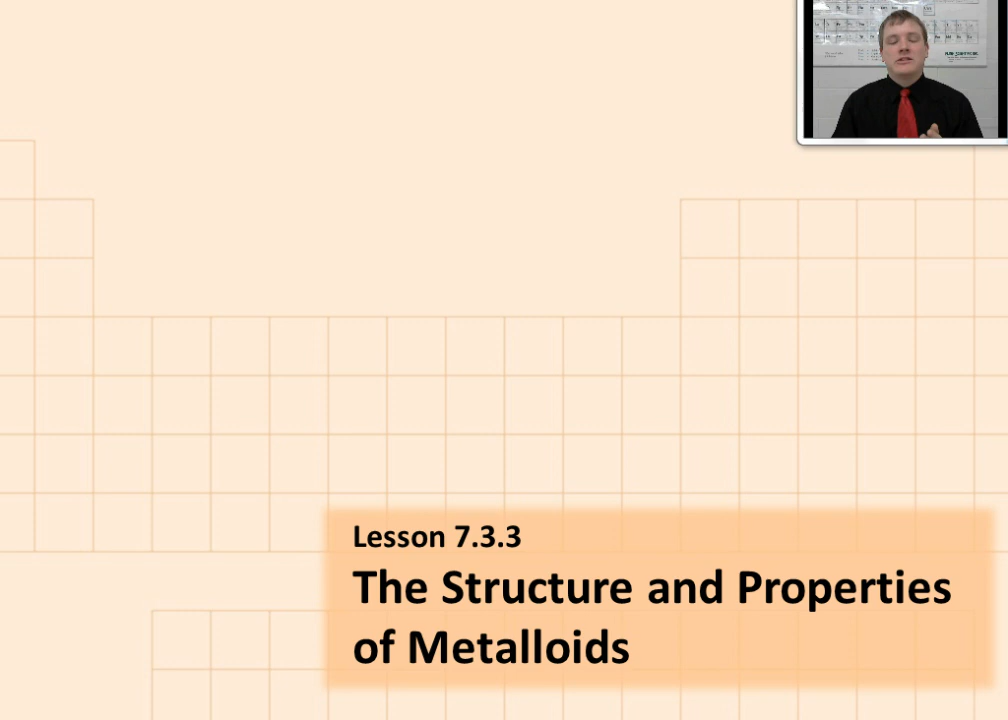 Lesson 7.3.3
The Structure and Properties
of Metalloids